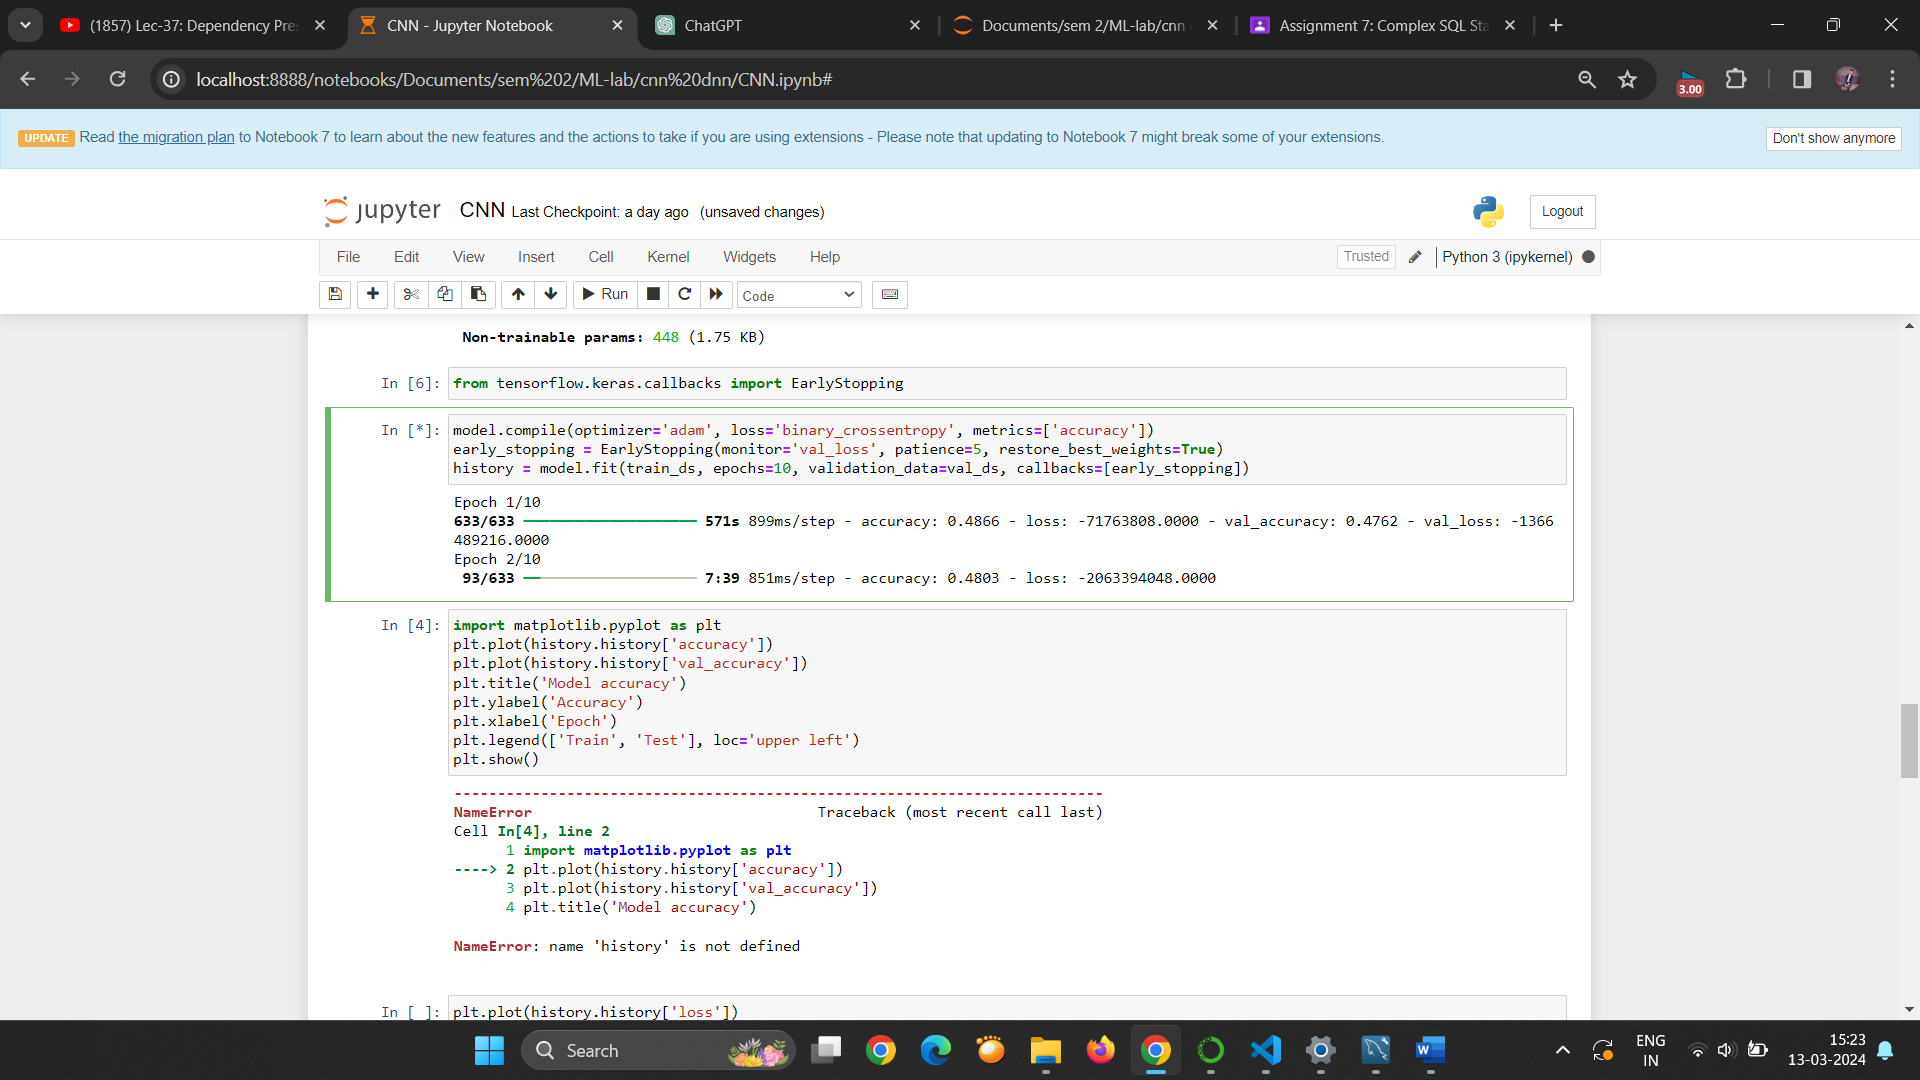 (1857) Lec-37: Dependency Pres
CNN - Jupyter Notebook
ChatGPT
Documents/sem 2/ML-lab/cnn
Assignment 7: Complex SQL Sta
localhost:8888/notebooks/Documents/sem%202/ML-lab/cnn%20dnn/CNN.ipynb#
3.00
UPDATE Read the migration plan to Notebook 7 to learn about the new features and the actions to take if you are using extensions - Please note that updating to Notebook 7 might break some of your extensions.
Don't show anymore
jupyter CNN Last Checkpoint: a day ago (unsaved changes)
Logout
File Edit View Insert Cell Kernel Widgets Help
Trusted Python 3 (ipykernel)
Run Code
Non-trainable params: 448 (1.75 KB)
In [6]: from tensorflow.keras.callbacks import EarlyStopping
In [*]: model.compile(optimizer='adam', loss='binary_crossentropy', metrics=['accuracy'])
early_stopping = EarlyStopping(monitor='val_loss', patience=5, restore_best_weights=True)
history = model.fit(train_ds, epochs=10, validation_data=val_ds, callbacks=[early_stopping])
Epoch 1/10
633/633 571s 899ms/step - accuracy: 0.4866 - loss: -71763808.0000 - val_accuracy: 0.4762 - val_loss: -1366
489216.0000
Epoch 2/10
93/633 7:39 851ms/step - accuracy: 0.4803 - loss: -2063394048.0000
In [4]: import matplotlib.pyplot as plt
plt.plot(history.history['accuracy'])
plt.plot(history.history['val_accuracy'])
plt.title('Model accuracy')
plt.ylabel('Accuracy')
plt.xlabel('Epoch')
plt.legend(['Train', 'Test'], loc='upper left')
plt.show()
---------------------------------------------------------------------------
NameError Traceback (most recent call last)
Cell In[4], line 2
1 import matplotlib.pyplot as plt
----> 2 plt.plot(history.history['accuracy'])
3 plt.plot(history.history['val_accuracy'])
4 plt.title('Model accuracy')
NameError: name 'history' is not defined
In [ ]: plt.plot(history.history['loss'])
Search
ENG
IN
15:23
13-03-2024